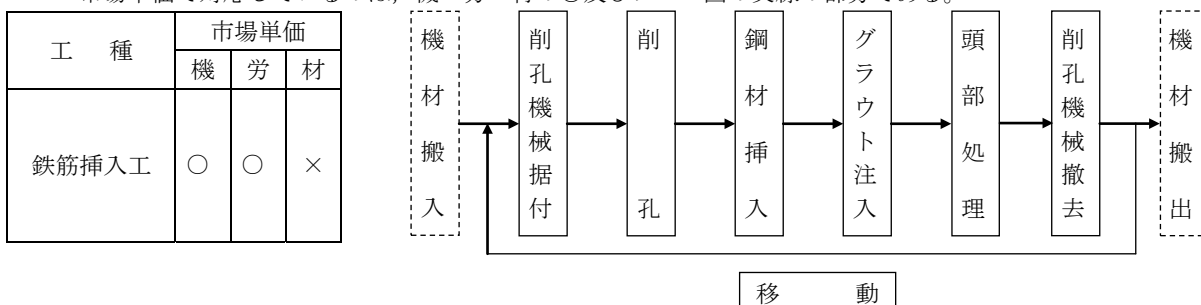 工 種
市場単価
機 労 材
鉄筋挿入工 ○ ○ ×
機材搬入
削孔機械据付
削孔
鋼材挿入
グラウト注入
頭部処理
削孔機械撤去
機材搬出
移 動